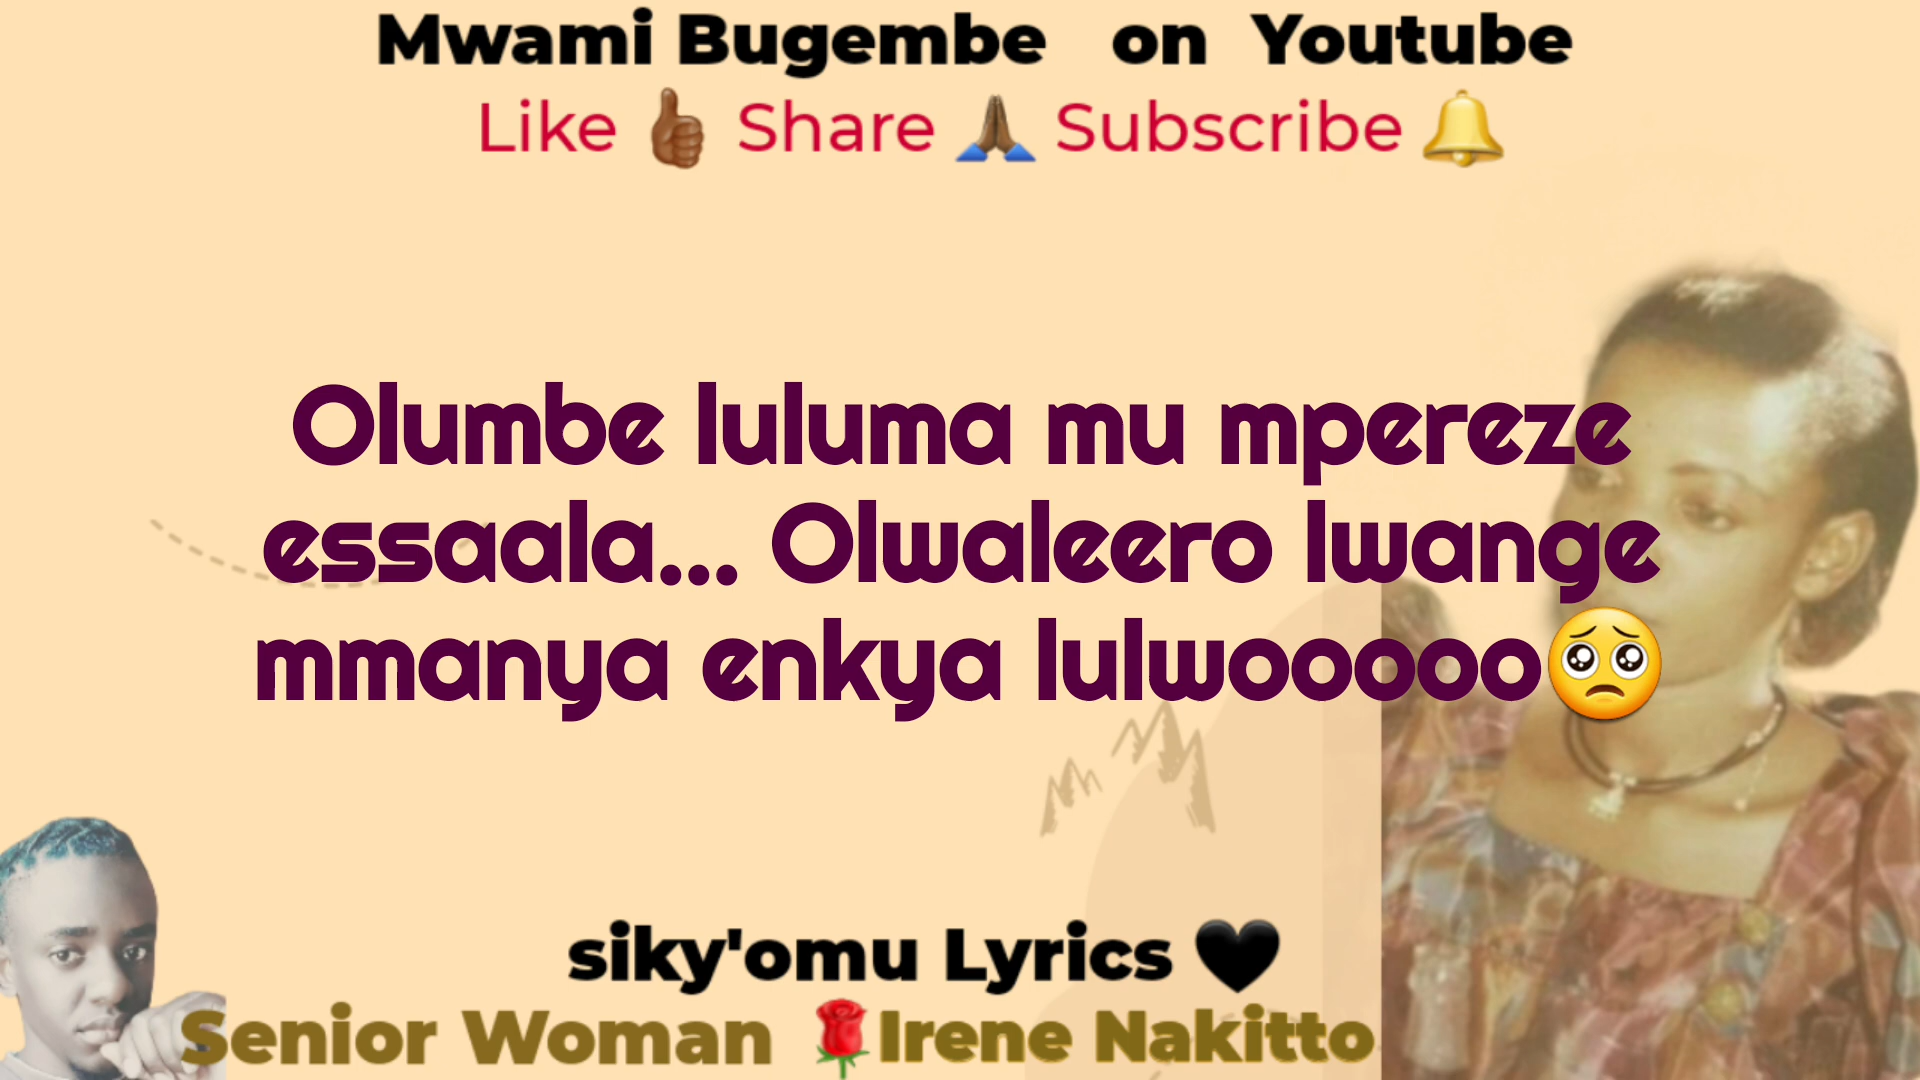 Mwami Bugembe on Youtube
Like 👍🏾 Share 🙏🏾 Subscribe 🔔
Olumbe luluma mu mpereze
essaala... Olwaleero lwange
mmanya enkya lulwooooo🥺
siky'omu Lyrics 🖤
Senior Woman 🌹Irene Nakitto